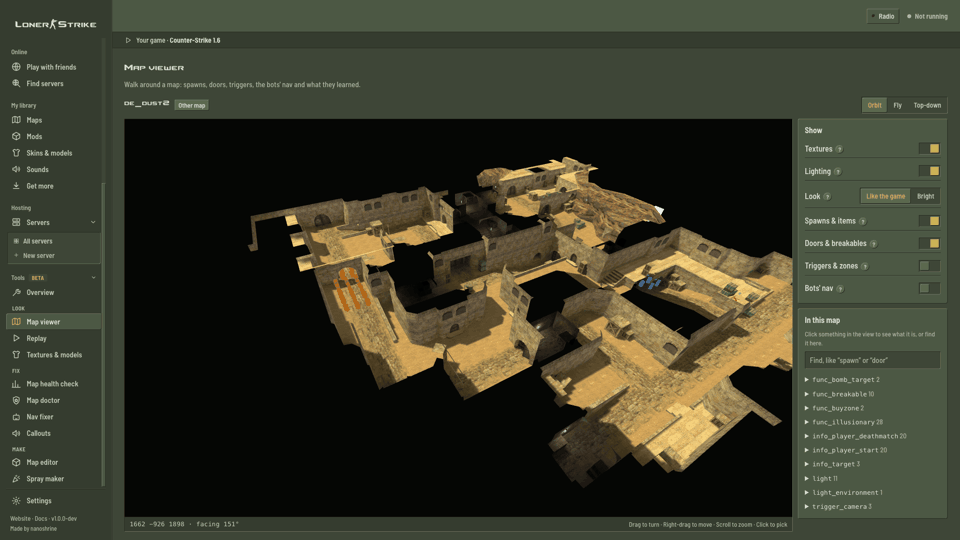 LONER STRIKE
Radio
Not running
Your game · Counter-Strike 1.6
Online
Play with friends
Find servers
My library
Maps
Mods
Skins & models
Sounds
Get more
Hosting
Servers
All servers
+ New server
Tools BETA
Overview
LOOK
Map viewer
Replay
Textures & models
FIX
Map health check
Map doctor
Nav fixer
Callouts
MAKE
Map editor
Spray maker
Settings
Website · Docs · v1.0.0-dev
Made by nanoshrine
MAP VIEWER
Walk around a map: spawns, doors, triggers, the bots' nav and what they learned.
DE_DUST2 Other map
Orbit Fly Top-down
Show
Textures ?
Lighting ?
Look ? Like the game Bright
Spawns & items ?
Doors & breakables ?
Triggers & zones ?
Bots' nav ?
In this map
Click something in the view to see what it is, or find
it here.
Find, like "spawn" or "door"
func_bomb_target 2
func_breakable 10
func_buyzone 2
func_illusionary 28
info_player_deathmatch 20
info_player_start 20
info_target 3
light 11
light_environment 1
trigger_camera 3
1662 −926 1898 · facing 151°
Drag to turn · Right-drag to move · Scroll to zoom · Click to pick